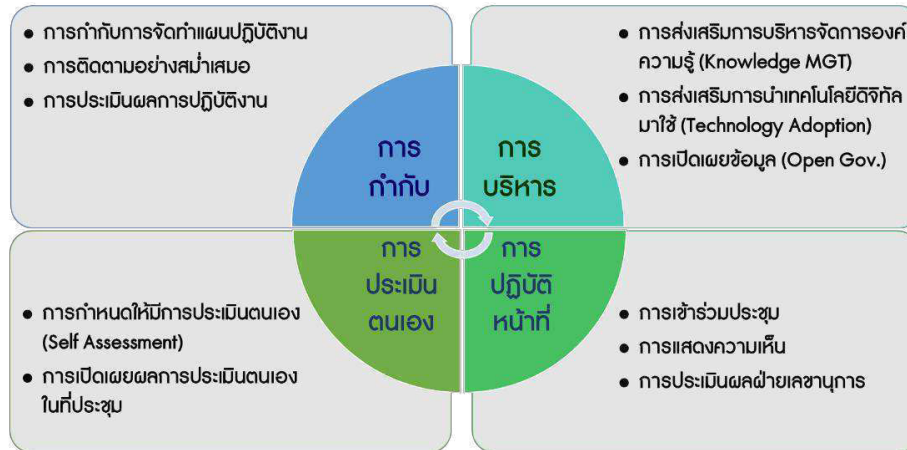 ● การกำกับการจัดทำแผนปฏิบัติงาน
● การติดตามอย่างสม่ำเสมอ
● การประเมินผลการปฏิบัติงาน
● การส่งเสริมการบริหารจัดการองค์
ความรู้ (Knowledge MGT)
● การส่งเสริมการนำเทคโนโลยีดิจิทัล
มาใช้ (Technology Adoption)
● การเปิดเผยข้อมูล (Open Gov.)
การ
กำกับ
การ
บริหาร
การ
ประเมิน
ตนเอง
การ
ปฏิบัติ
หน้าที่
● การกำหนดให้มีการประเมินตนเอง
(Self Assessment)
● การเปิดเผยผลการประเมินตนเอง
ในที่ประชุม
● การเข้าร่วมประชุม
● การแสดงความเห็น
● การประเมินผลฝ่ายเลขานุการ